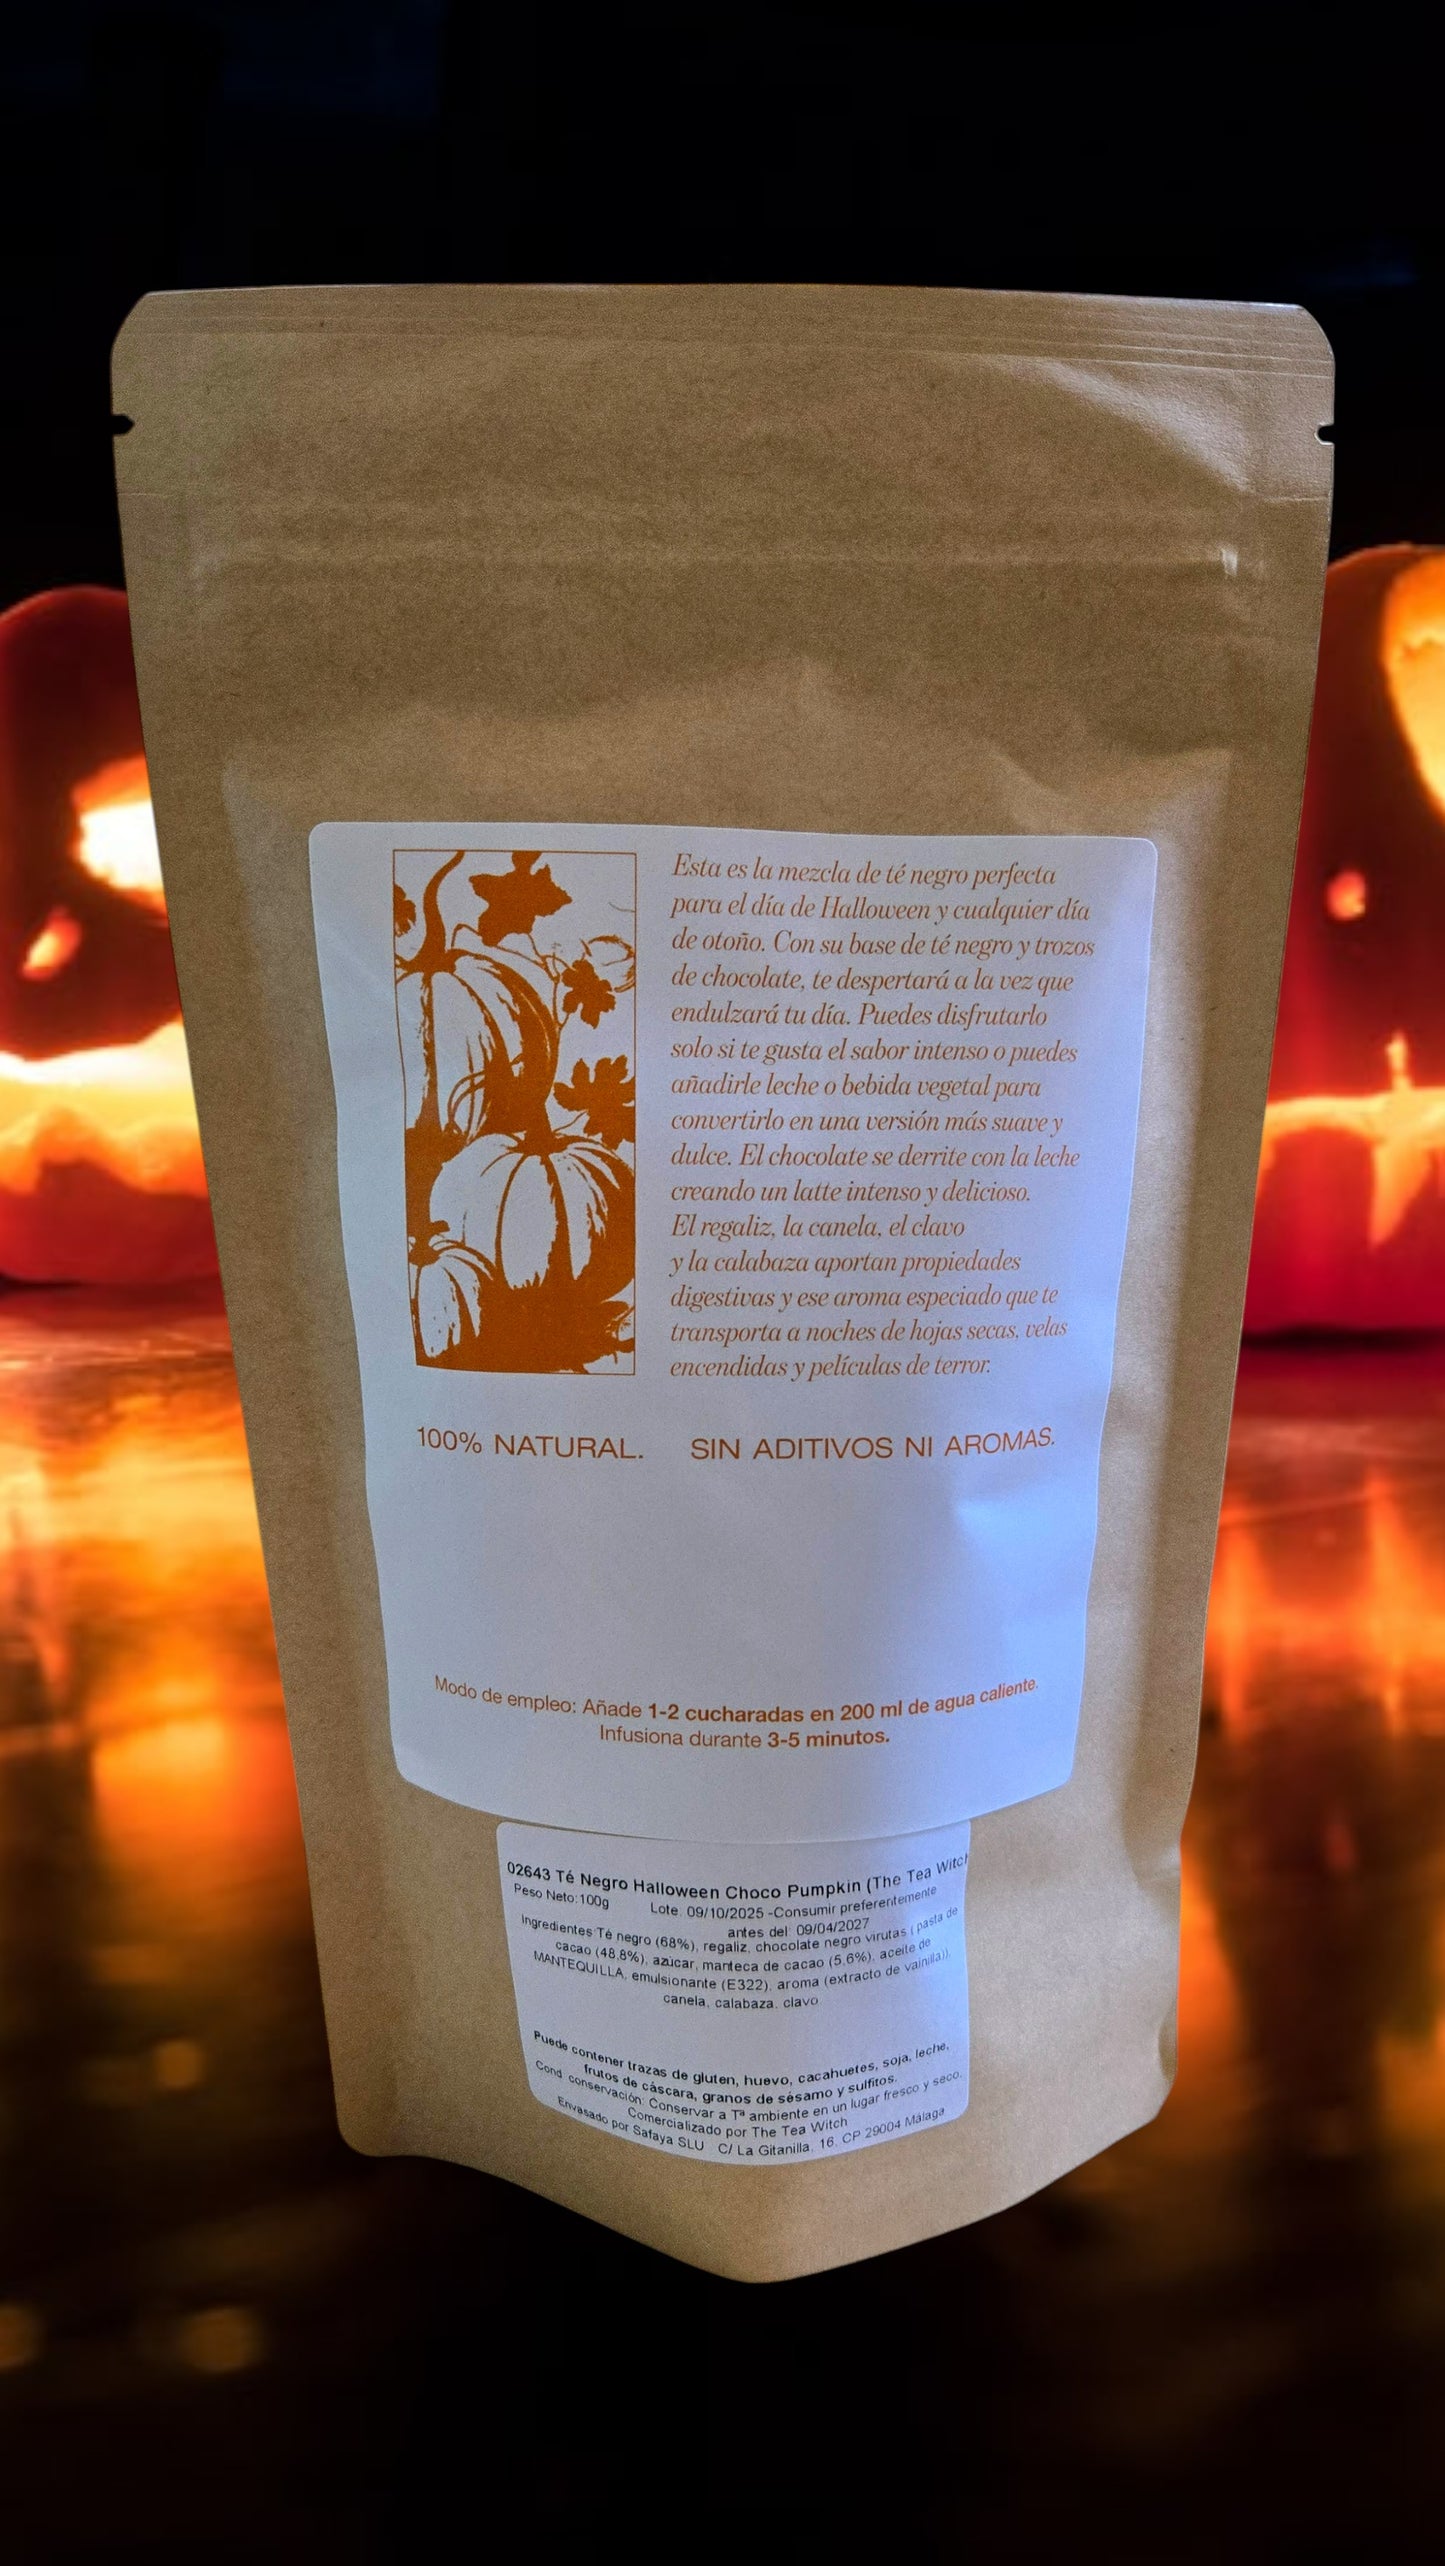 Esta es la mezcla de té negro perfecta
para el día de Halloween y cualquier día
de otoño. Con su base de té negro y trozos
de chocolate, te despertará a la vez que
endulzará tu día. Puedes disfrutarlo
solo si te gusta el sabor intenso o puedes
añadirle leche o bebida vegetal para
convertirlo en una versión más suave y
dulce. El chocolate se derrite con la leche
creando un latte intenso y delicioso.
El regaliz, la canela, el clavo
y la calabaza aportan propiedades
digestivas y ese aroma especiado que te
transporta a noches de hojas secas, velas
encendidas y películas de terror.
100% NATURAL. SIN ADITIVOS NI AROMAS.
Modo de empleo: Añade 1-2 cucharadas en 200 ml de agua caliente.
Infusiona durante 3-5 minutos.
02643 Té Negro Halloween Choco Pumpkin (The Tea Witch
Peso Neto:100g Lote: 09/10/2025 -Consumir preferentemente
antes del: 09/04/2027
Ingredientes:Té negro (68%), regaliz, chocolate negro virutas ( pasta de
cacao (48,8%), azúcar, manteca de cacao (5,6%), aceite de
MANTEQUILLA, emulsionante (E322), aroma (extracto de vainilla)),
canela, calabaza, clavo
Puede contener trazas de gluten, huevo, cacahuetes, soja, leche,
frutos de cáscara, granos de sésamo y sulfitos.
Cond conservación: Conservar a Tª ambiente en un lugar fresco y seco.
Comercializado por The Tea Witch
Envasado por Safaya SLU C/ La Gitanilla, 16. CP 29004 Málaga